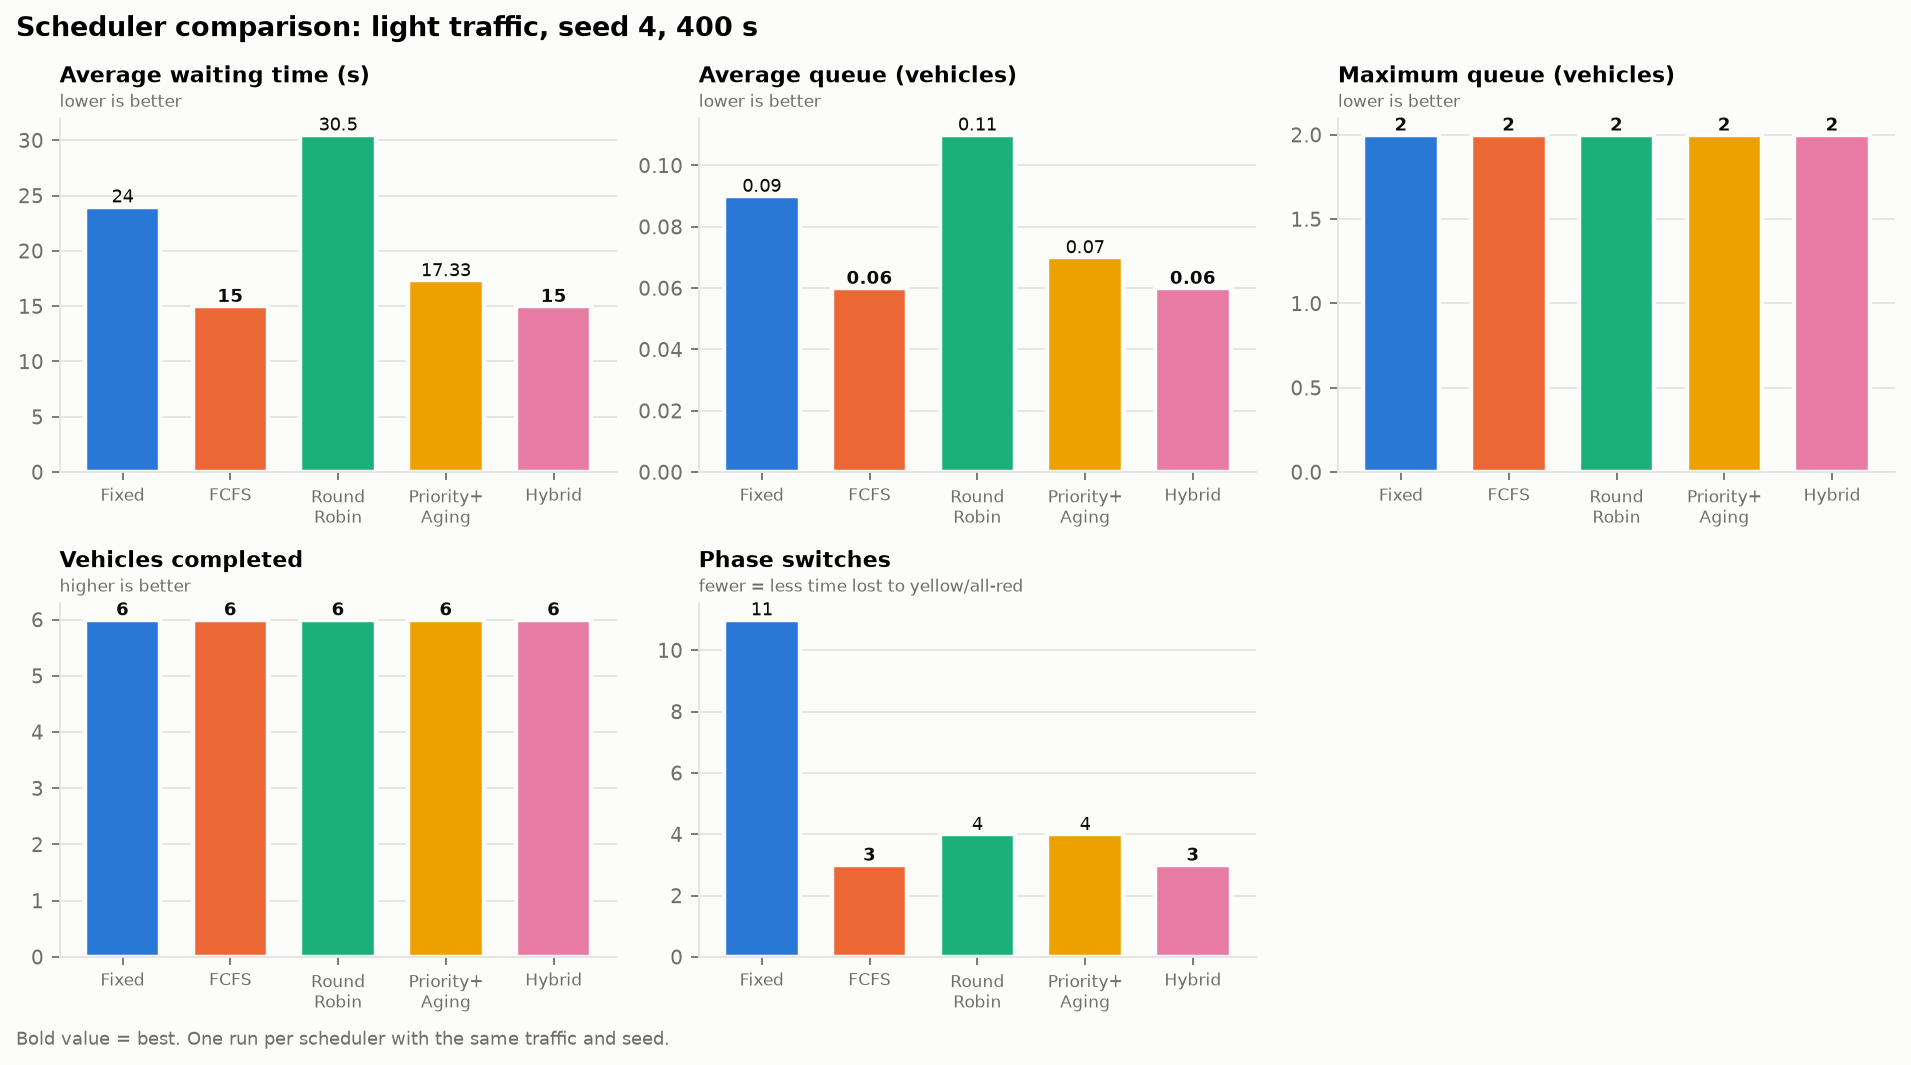 Scheduler comparison: light traffic, seed 4, 400 s
Average waiting time (s)
lower is better
30
25
20
15
10
5
0
24
15
30.5
17.33
15
Fixed
FCFS
Round
Robin
Priority+
Aging
Hybrid
Average queue (vehicles)
lower is better
0.10
0.08
0.06
0.04
0.02
0.00
0.09
0.06
0.11
0.07
0.06
Fixed
FCFS
Round
Robin
Priority+
Aging
Hybrid
Maximum queue (vehicles)
lower is better
2.0
1.5
1.0
0.5
0.0
2
2
2
2
2
Fixed
FCFS
Round
Robin
Priority+
Aging
Hybrid
Vehicles completed
higher is better
6
5
4
3
2
1
0
6
6
6
6
6
Fixed
FCFS
Round
Robin
Priority+
Aging
Hybrid
Phase switches
fewer = less time lost to yellow/all-red
10
8
6
4
2
0
11
3
4
4
3
Fixed
FCFS
Round
Robin
Priority+
Aging
Hybrid
Bold value = best. One run per scheduler with the same traffic and seed.